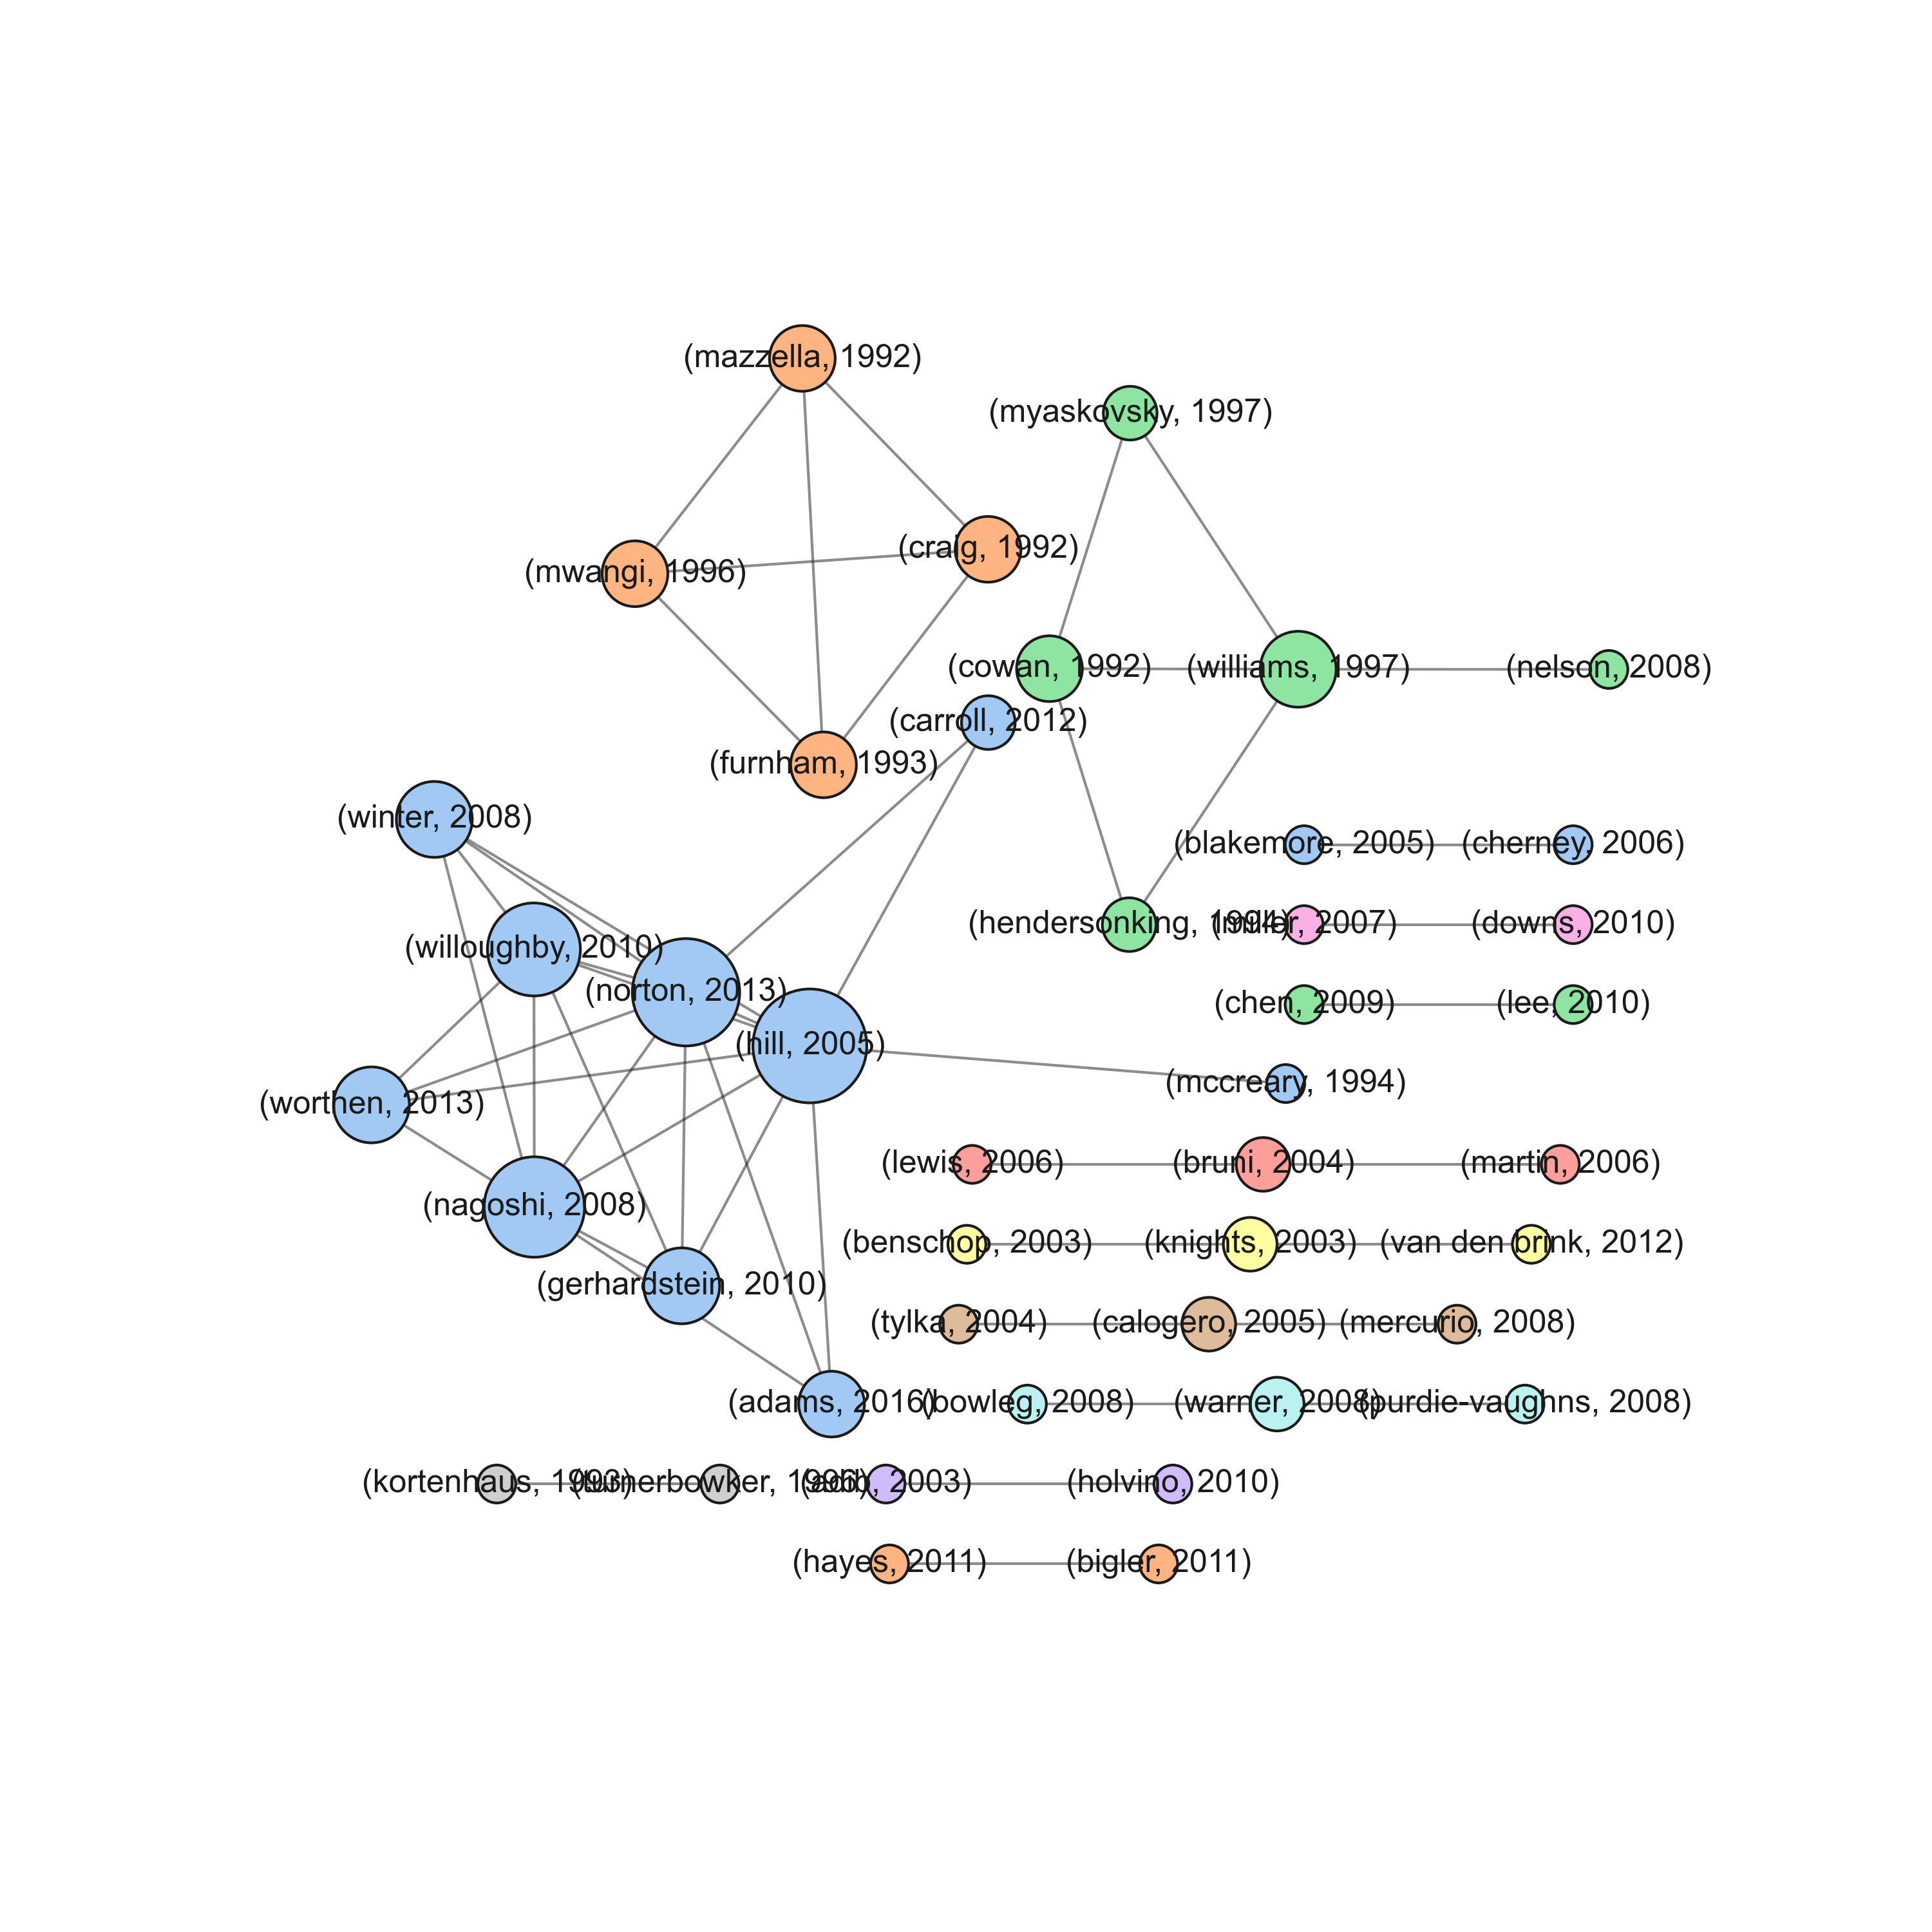 (mazzella, 1992)
(myaskovsky, 1997)
(craig, 1992)
(mwangi, 1996)
(cowan, 1992)
(williams, 1997)
(nelson, 2008)
(carroll, 2012)
(furnham, 1993)
(winter, 2008)
(blakemore, 2005)
(cherney, 2006)
(hendersonking, 1994)
(miller, 2007)
(downs, 2010)
(willoughby, 2010)
(norton, 2013)
(chen, 2009)
(lee, 2010)
(hill, 2005)
(mccreary, 1994)
(worthen, 2013)
(lewis, 2006)
(bruni, 2004)
(martin, 2006)
(nagoshi, 2008)
(benschop, 2003)
(knights, 2003)
(van den brink, 2012)
(gerhardstein, 2010)
(tylka, 2004)
(calogero, 2005)
(mercurio, 2008)
(adams, 2016)
(bowleg, 2008)
(warner, 2008)
(purdie-vaughns, 2008)
(kortenhaus, 1993)
(turnerbowker, 1996)
(adib, 2003)
(holvino, 2010)
(hayes, 2011)
(bigler, 2011)